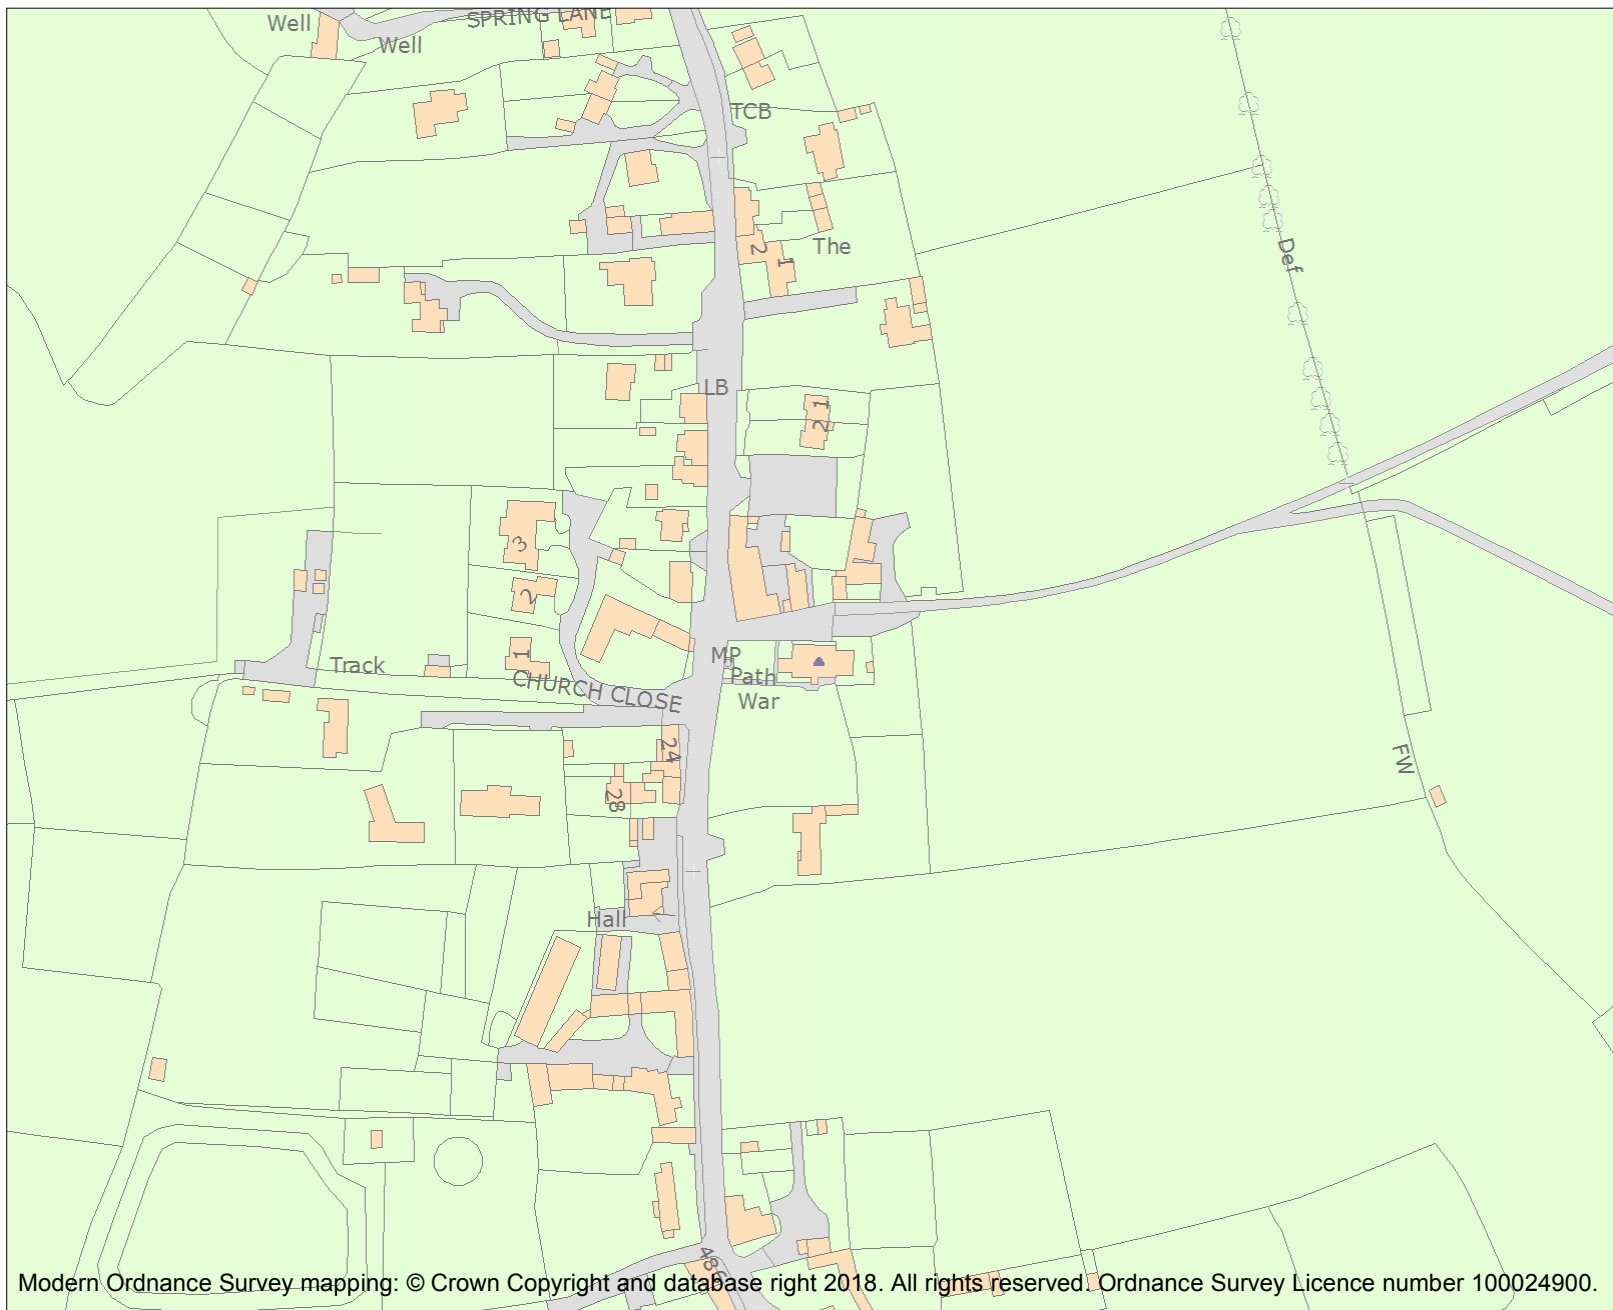 SPRING LANE
Well
Well
TCB
2
1
The
Def
LB
1
2
3
2
1
MP
Track
Path
CHURCH CLOSE
War
24
FW
28
Hall
486
Modern Ordnance Survey mapping: © Crown Copyright and database right 2018. All rights reserved. Ordnance Survey Licence number 100024900.